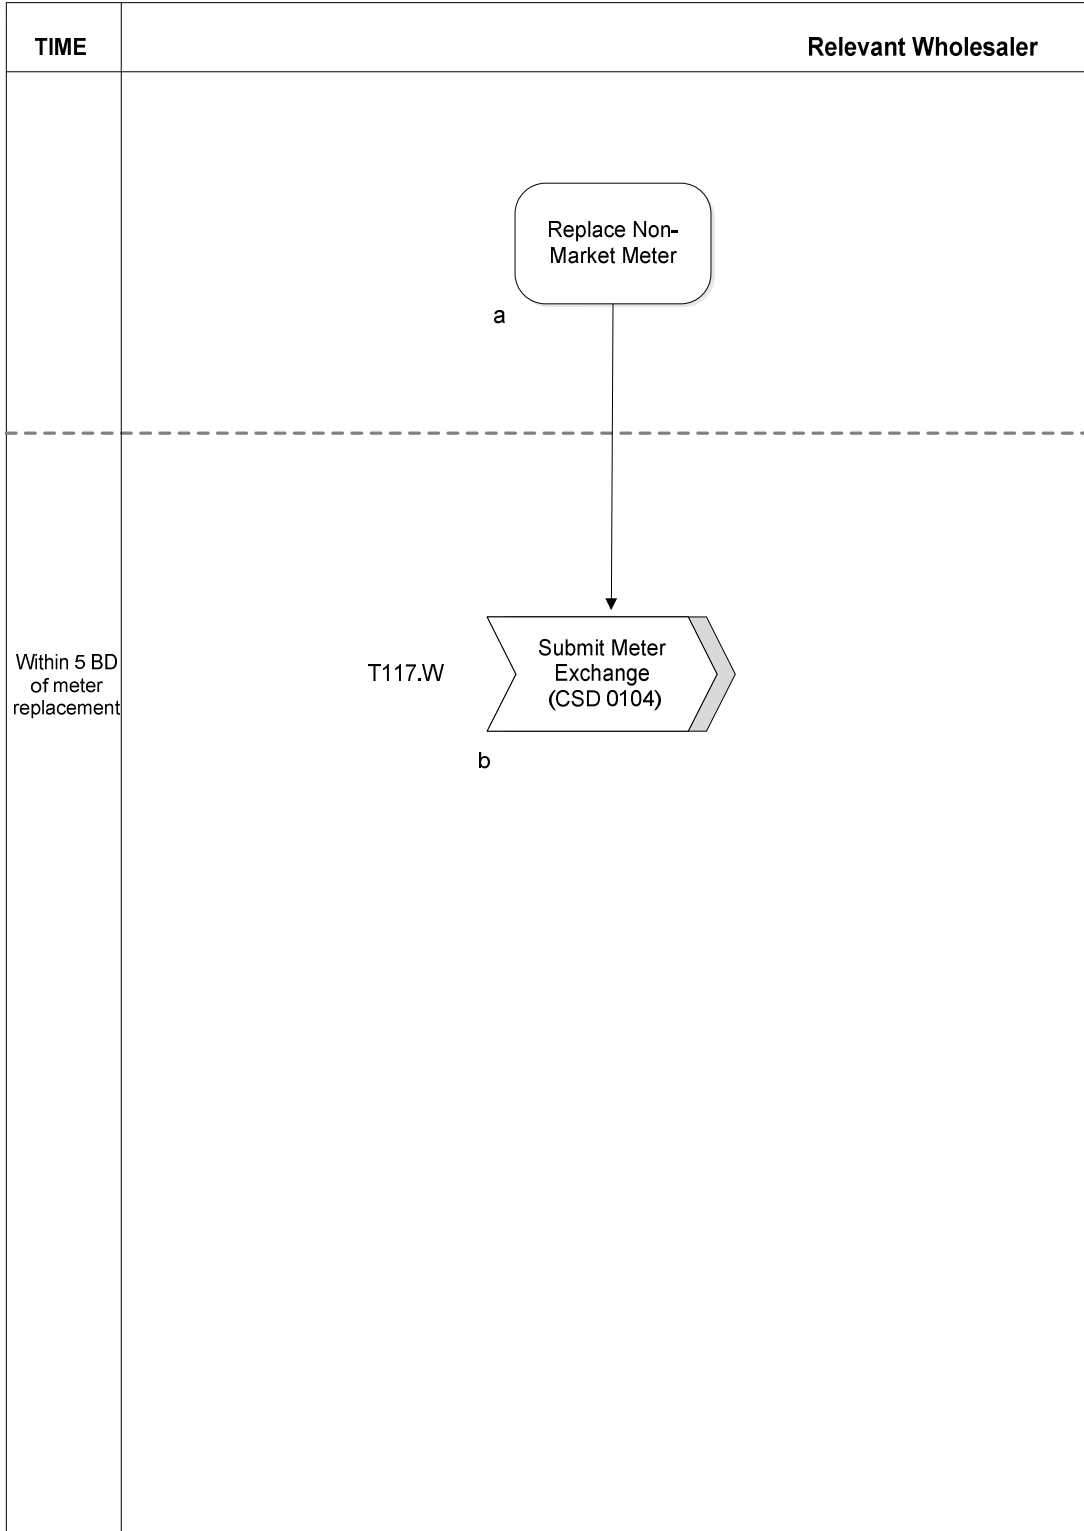 TIME
Relevant Wholesaler
Replace Non-
Market Meter
a
Within 5 BD
of meter
replacement
T117.W
Submit Meter
Exchange
(CSD 0104)
b